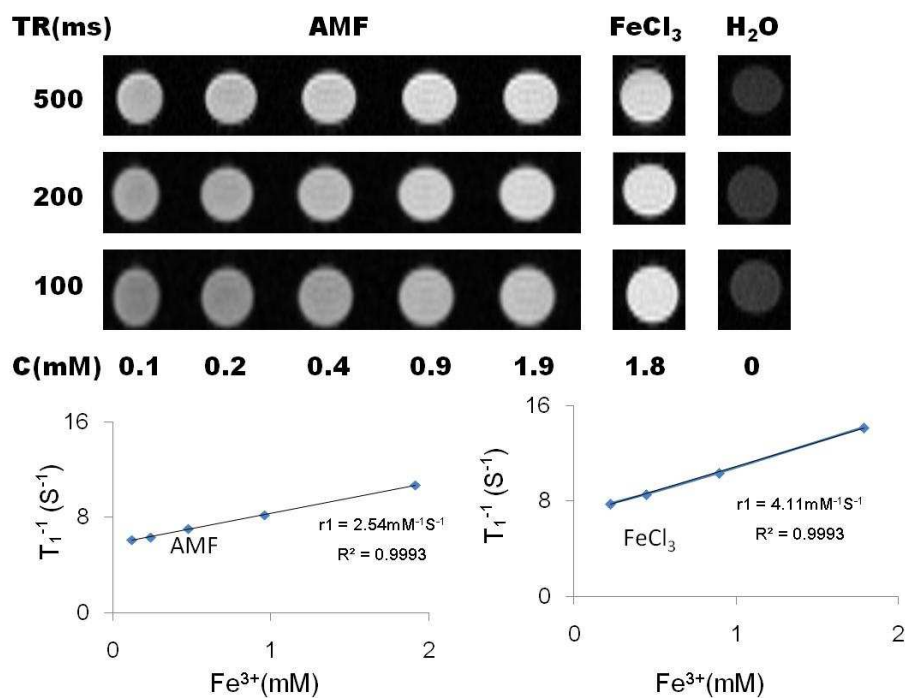 TR(ms) AMF FeCl₃ H₂O
500
200
100
C(mM) 0.1 0.2 0.4 0.9 1.9 1.8 0
16
8
0
T₁⁻¹ (S⁻¹)
AMF
r1 = 2.54mM⁻¹S⁻¹
R² = 0.9993
0 1 2
Fe³⁺(mM)
16
8
0
T₁⁻¹ (S⁻¹)
FeCl₃
r1 = 4.11mM⁻¹S⁻¹
R² = 0.9993
0 1 2
Fe³⁺(mM)